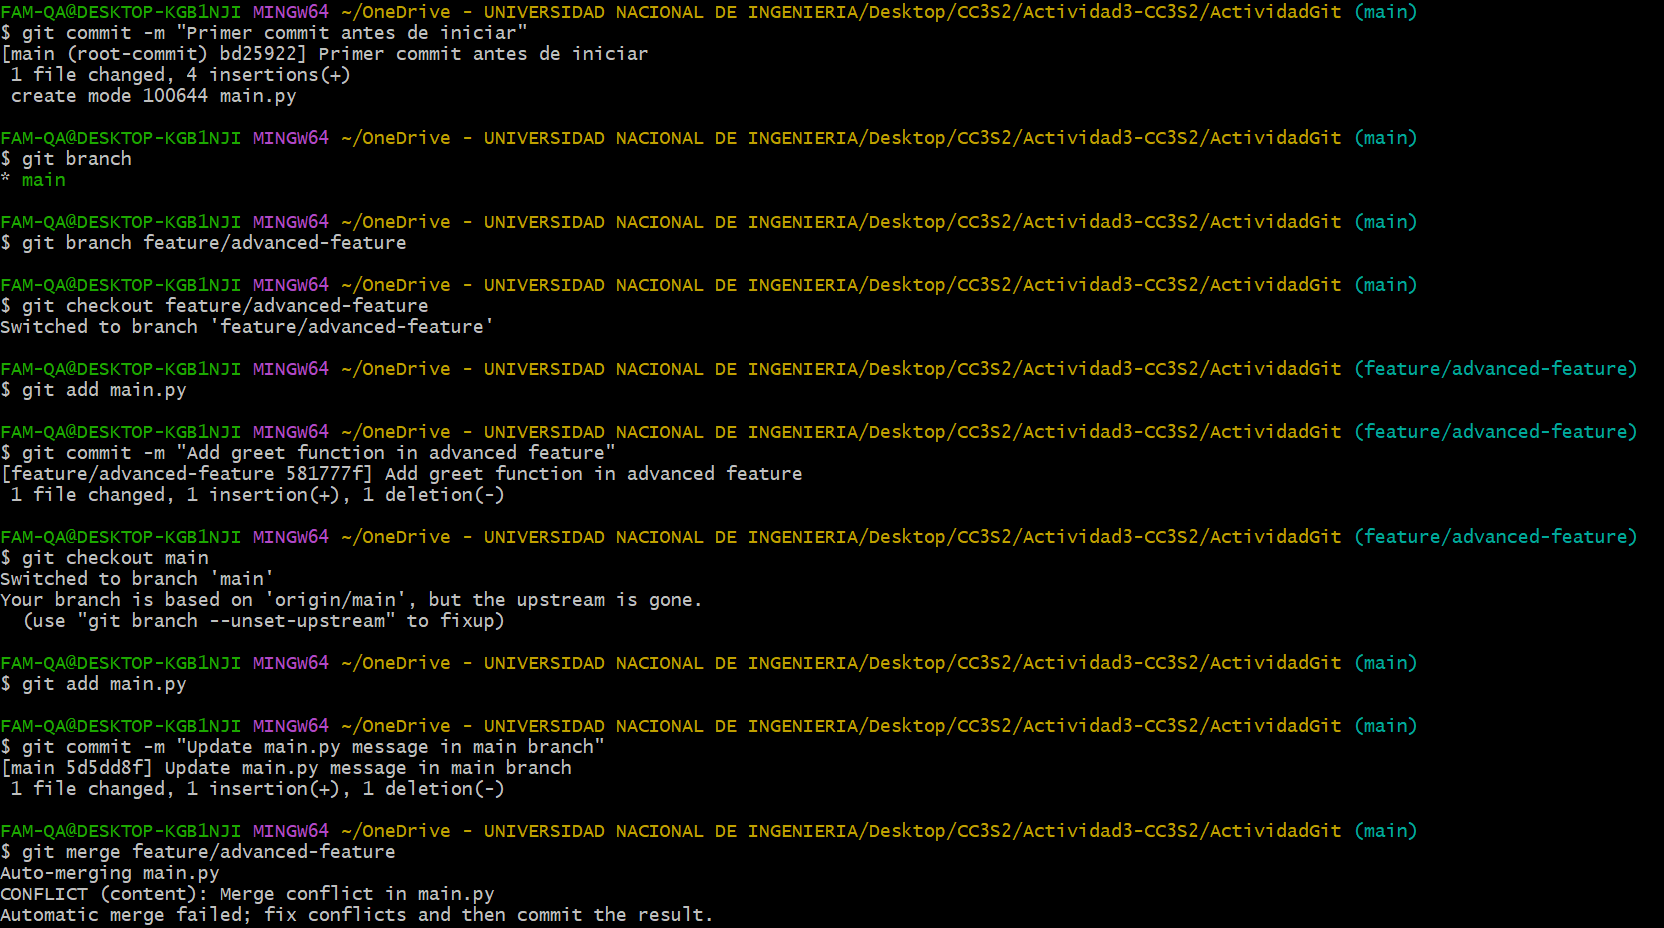 FAM-QA@DESKTOP-KGB1NJI MINGW64 ~/OneDrive - UNIVERSIDAD NACIONAL DE INGENIERIA/Desktop/CC3S2/Actividad3-CC3S2/ActividadGit (main)
$ git commit -m "Primer commit antes de iniciar"
[main (root-commit) bd25922] Primer commit antes de iniciar
 1 file changed, 4 insertions(+)
 create mode 100644 main.py
FAM-QA@DESKTOP-KGB1NJI MINGW64 ~/OneDrive - UNIVERSIDAD NACIONAL DE INGENIERIA/Desktop/CC3S2/Actividad3-CC3S2/ActividadGit (main)
$ git branch
* main
FAM-QA@DESKTOP-KGB1NJI MINGW64 ~/OneDrive - UNIVERSIDAD NACIONAL DE INGENIERIA/Desktop/CC3S2/Actividad3-CC3S2/ActividadGit (main)
$ git branch feature/advanced-feature
FAM-QA@DESKTOP-KGB1NJI MINGW64 ~/OneDrive - UNIVERSIDAD NACIONAL DE INGENIERIA/Desktop/CC3S2/Actividad3-CC3S2/ActividadGit (main)
$ git checkout feature/advanced-feature
Switched to branch 'feature/advanced-feature'
FAM-QA@DESKTOP-KGB1NJI MINGW64 ~/OneDrive - UNIVERSIDAD NACIONAL DE INGENIERIA/Desktop/CC3S2/Actividad3-CC3S2/ActividadGit (feature/advanced-feature)
$ git add main.py
FAM-QA@DESKTOP-KGB1NJI MINGW64 ~/OneDrive - UNIVERSIDAD NACIONAL DE INGENIERIA/Desktop/CC3S2/Actividad3-CC3S2/ActividadGit (feature/advanced-feature)
$ git commit -m "Add greet function in advanced feature"
[feature/advanced-feature 581777f] Add greet function in advanced feature
 1 file changed, 1 insertion(+), 1 deletion(-)
FAM-QA@DESKTOP-KGB1NJI MINGW64 ~/OneDrive - UNIVERSIDAD NACIONAL DE INGENIERIA/Desktop/CC3S2/Actividad3-CC3S2/ActividadGit (feature/advanced-feature)
$ git checkout main
Switched to branch 'main'
Your branch is based on 'origin/main', but the upstream is gone.
  (use "git branch --unset-upstream" to fixup)
FAM-QA@DESKTOP-KGB1NJI MINGW64 ~/OneDrive - UNIVERSIDAD NACIONAL DE INGENIERIA/Desktop/CC3S2/Actividad3-CC3S2/ActividadGit (main)
$ git add main.py
FAM-QA@DESKTOP-KGB1NJI MINGW64 ~/OneDrive - UNIVERSIDAD NACIONAL DE INGENIERIA/Desktop/CC3S2/Actividad3-CC3S2/ActividadGit (main)
$ git commit -m "Update main.py message in main branch"
[main 5d5dd8f] Update main.py message in main branch
 1 file changed, 1 insertion(+), 1 deletion(-)
FAM-QA@DESKTOP-KGB1NJI MINGW64 ~/OneDrive - UNIVERSIDAD NACIONAL DE INGENIERIA/Desktop/CC3S2/Actividad3-CC3S2/ActividadGit (main)
$ git merge feature/advanced-feature
Auto-merging main.py
CONFLICT (content): Merge conflict in main.py
Automatic merge failed; fix conflicts and then commit the result.